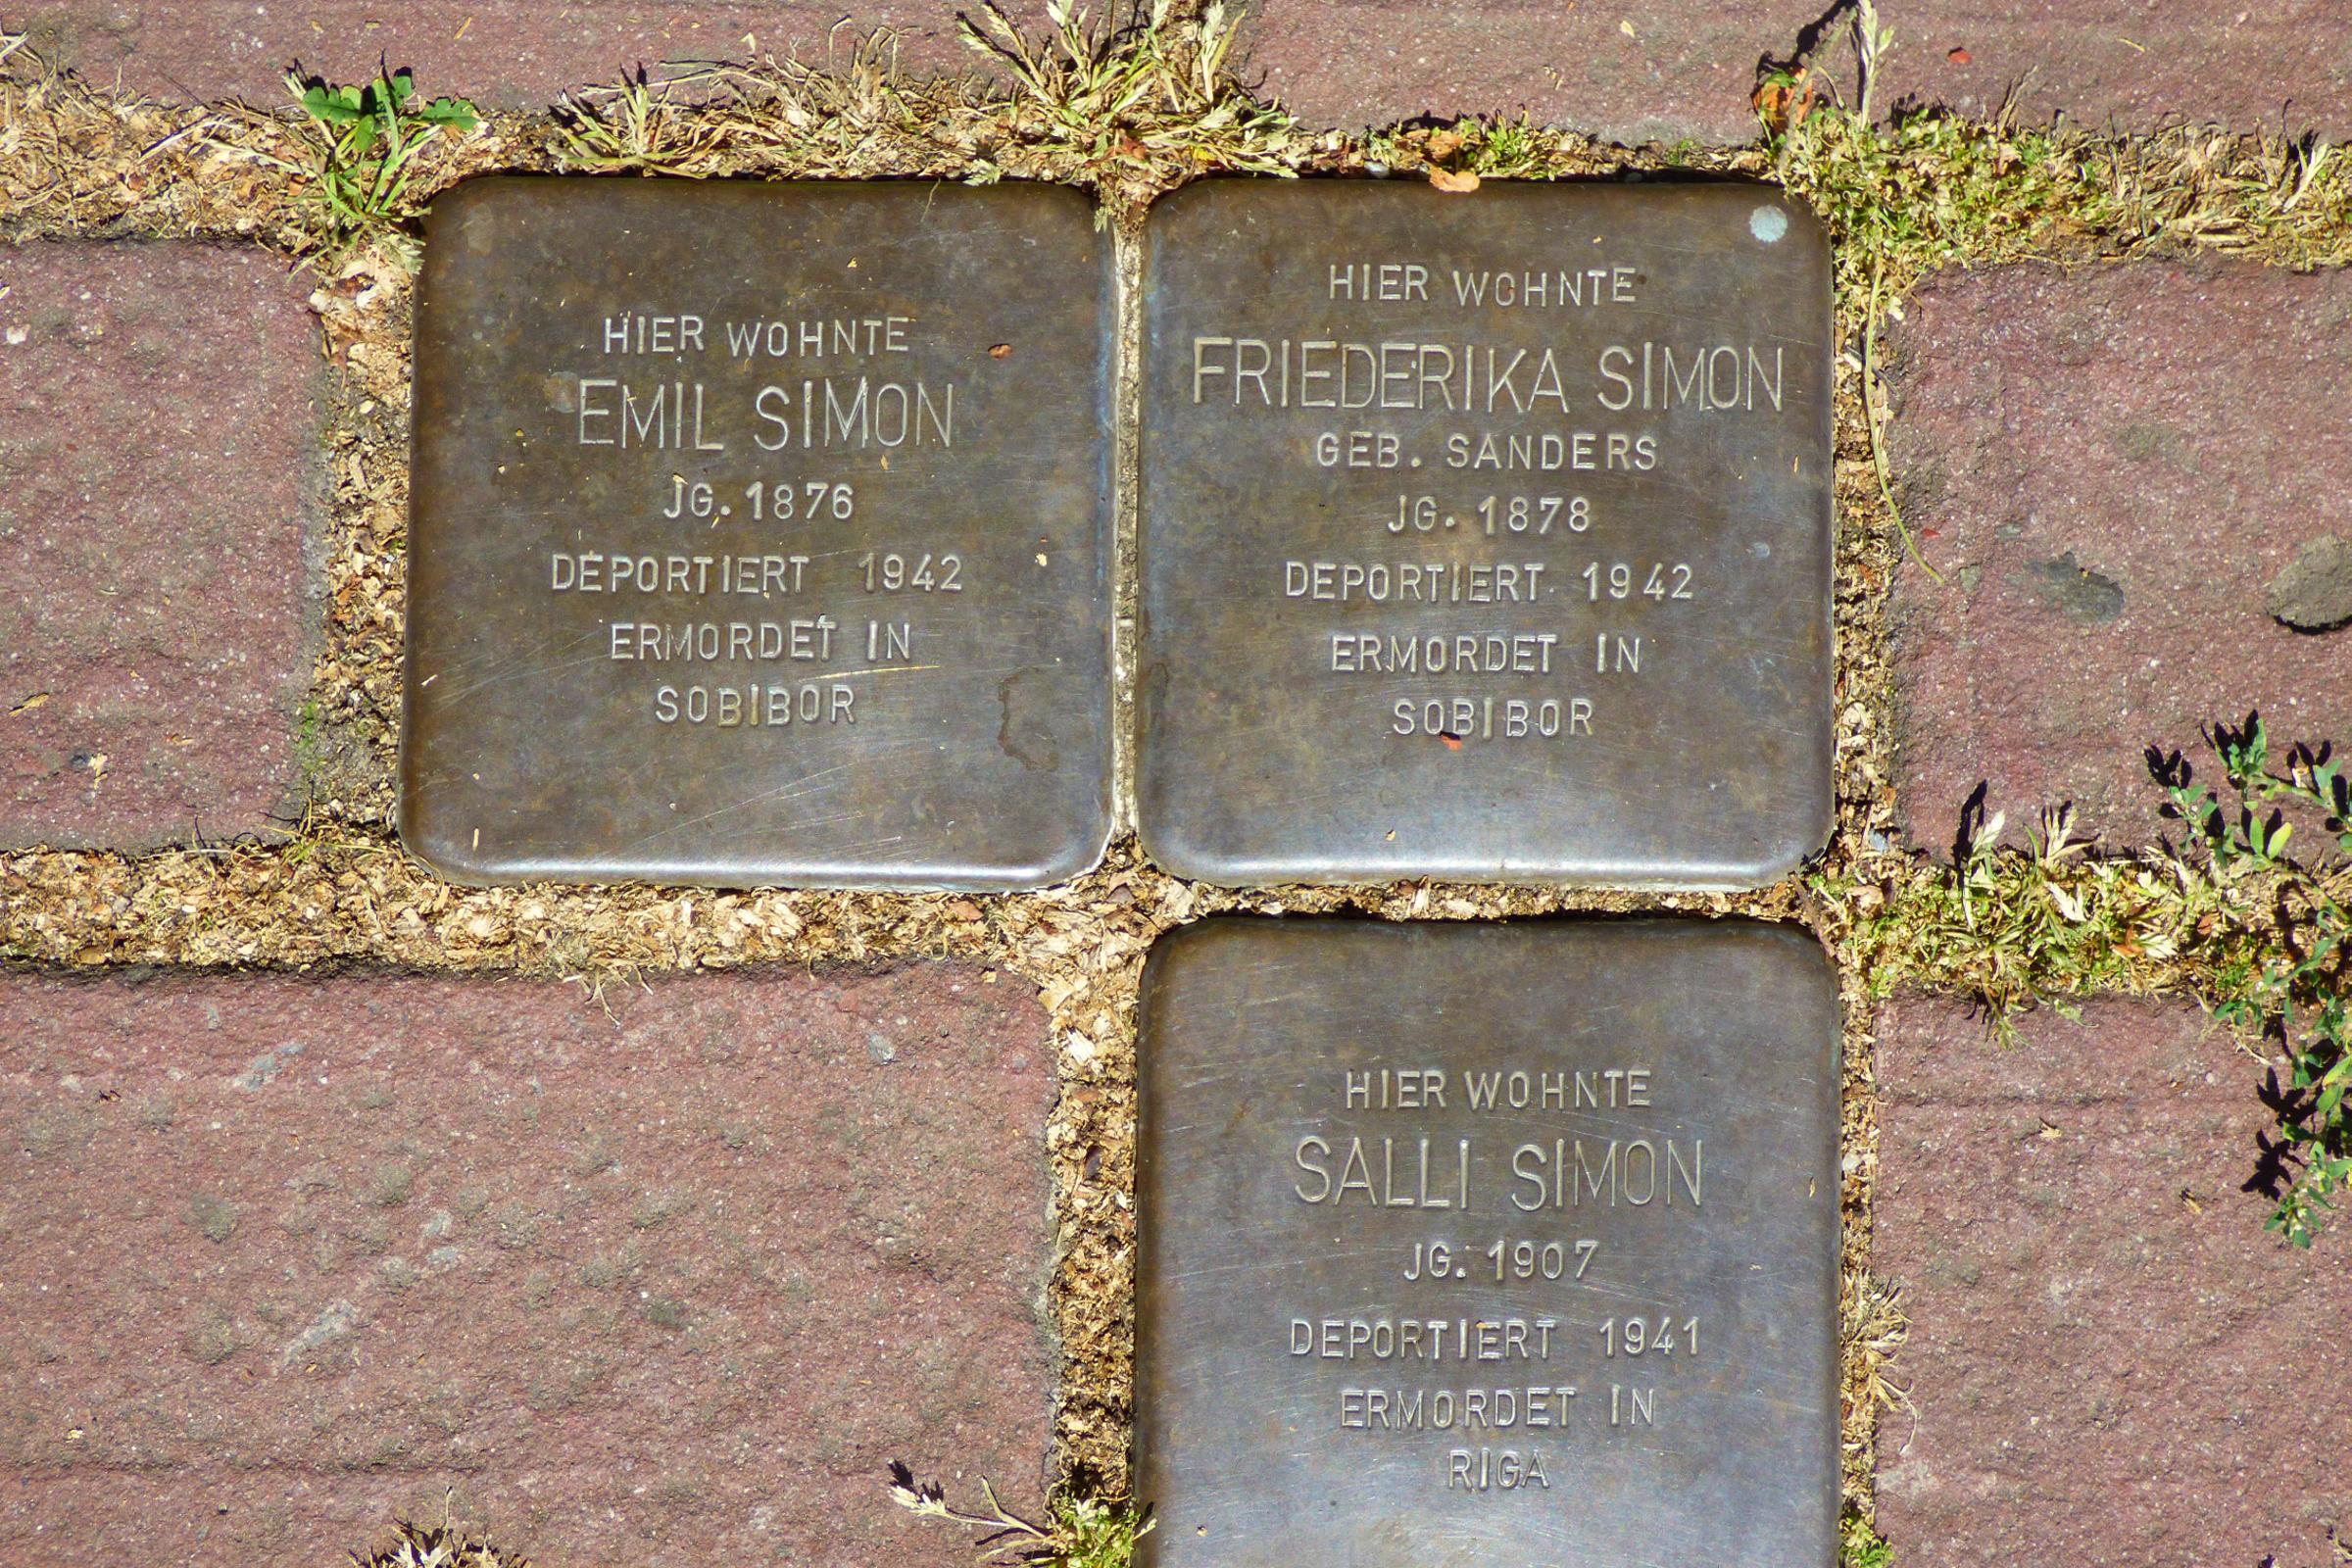 HIER WOHNTE
EMIL SIMON
JG. 1876
DEPORTIERT 1942
ERMORDET IN
SOBIBOR
HIER WOHNTE
FRIEDERIKA SIMON
GEB. SANDERS
JG. 1878
DEPORTIERT 1942
ERMORDET IN
SOBIBOR
HIER WOHNTE
SALLI SIMON
JG. 1907
DEPORTIERT 1941
ERMORDET IN
RIGA